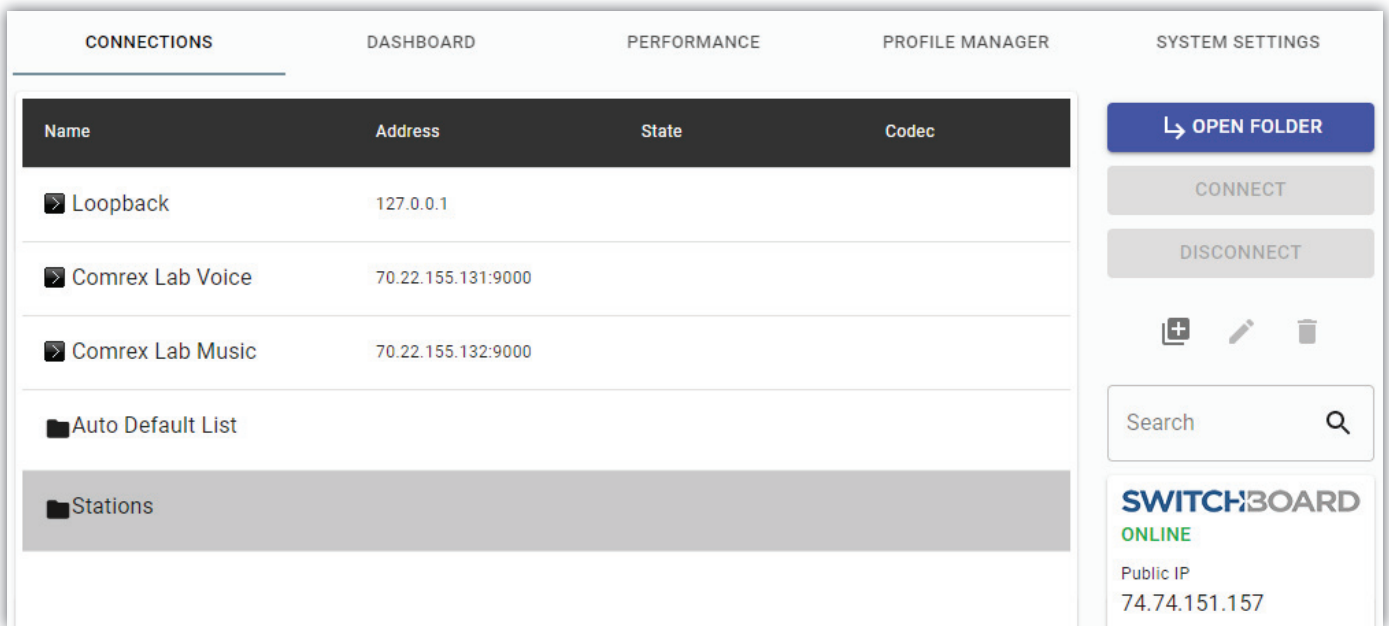 CONNECTIONS DASHBOARD PERFORMANCE PROFILE MANAGER SYSTEM SETTINGS
Name Address State Codec
Loopback 127.0.0.1
Comrex Lab Voice 70.22.155.131:9000
Comrex Lab Music 70.22.155.132:9000
Auto Default List
Stations
OPEN FOLDER
CONNECT
DISCONNECT
Search
SWITCHBOARD
ONLINE
Public IP
74.74.151.157